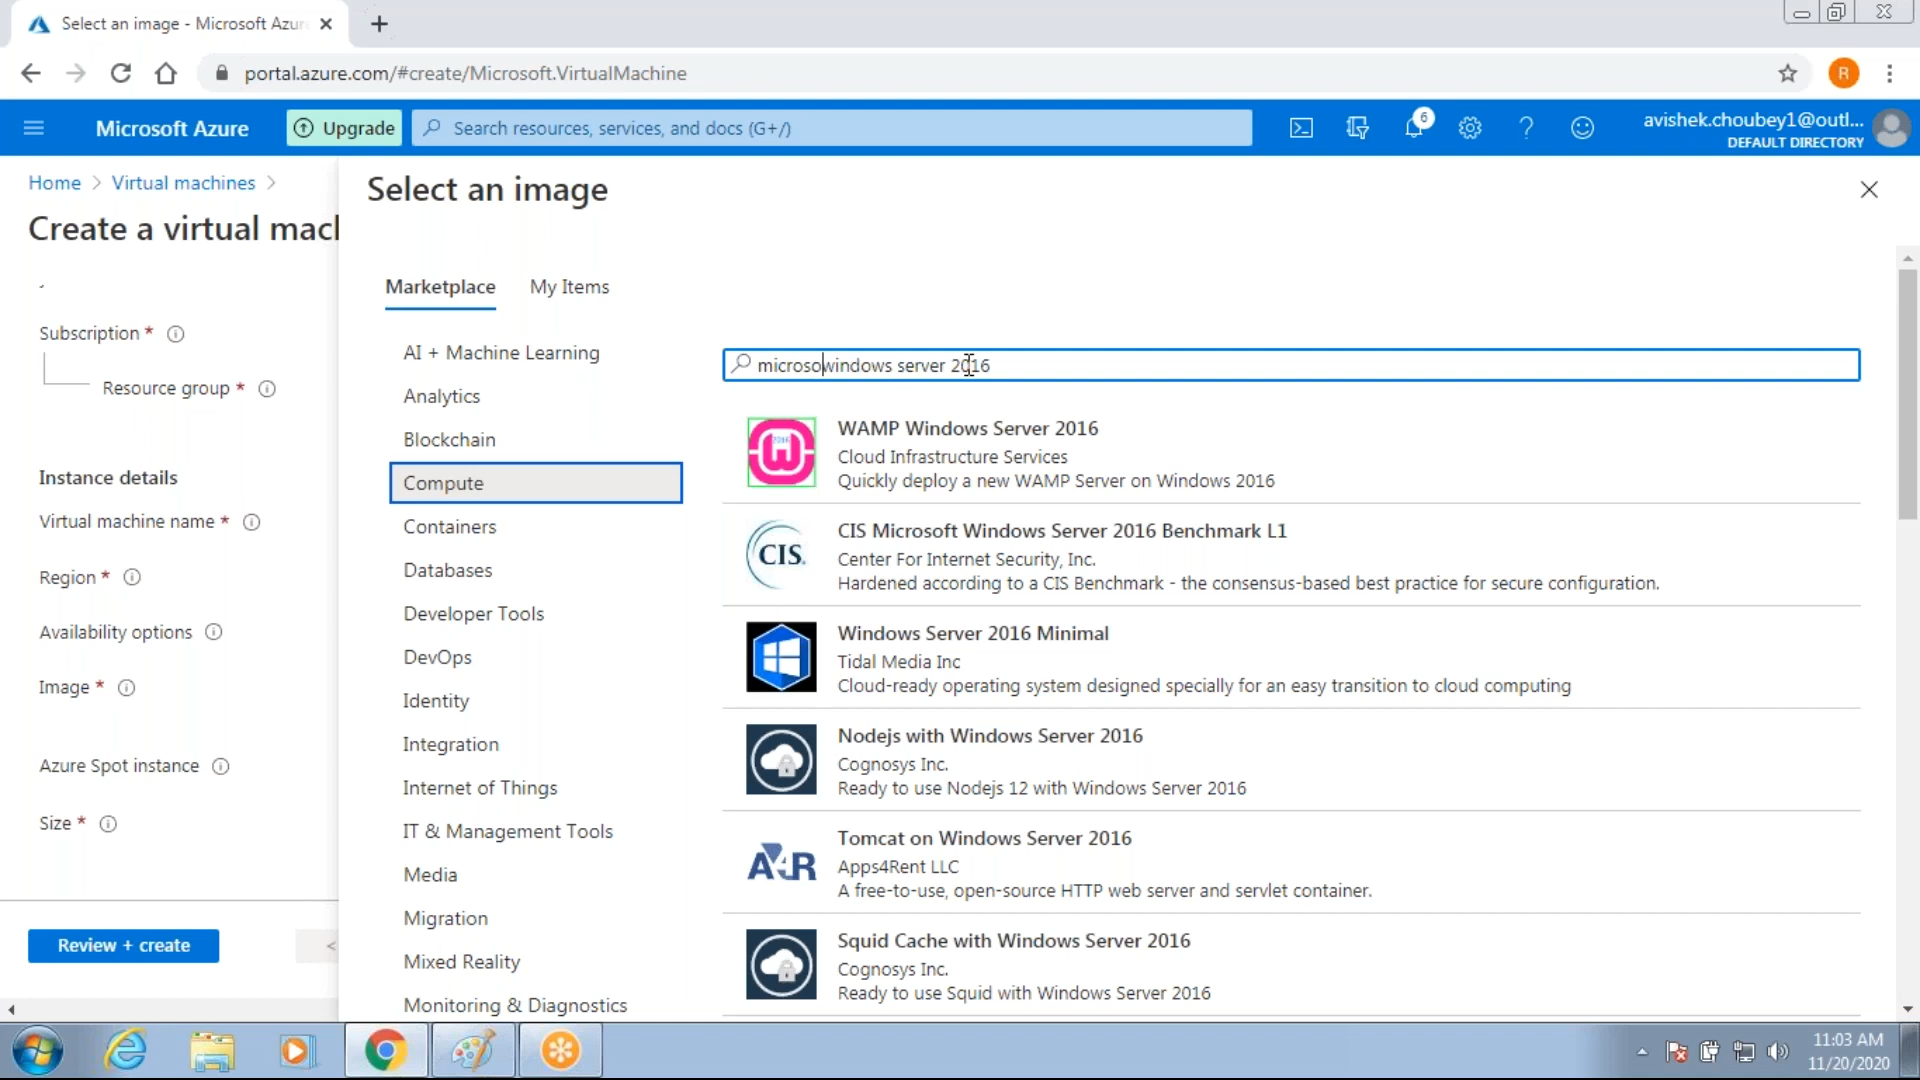 Select an image - Microsoft Azur
portal.azure.com/#create/Microsoft.VirtualMachine
R
Microsoft Azure
Upgrade
Search resources, services, and docs (G+/)
6
avishek.choubey1@outl...
DEFAULT DIRECTORY
Home > Virtual machines >
Create a virtual macl
Subscription *
Resource group *
Instance details
Virtual machine name *
Region *
Availability options
Image *
Azure Spot instance
Size *
Review + create
<
Select an image
Marketplace
My Items
AI + Machine Learning
Analytics
Blockchain
Compute
Containers
Databases
Developer Tools
DevOps
Identity
Integration
Internet of Things
IT & Management Tools
Media
Migration
Mixed Reality
Monitoring & Diagnostics
microsowindows server 2016
WAMP Windows Server 2016
Cloud Infrastructure Services
Quickly deploy a new WAMP Server on Windows 2016
CIS.
CIS Microsoft Windows Server 2016 Benchmark L1
Center For Internet Security, Inc.
Hardened according to a CIS Benchmark - the consensus-based best practice for secure configuration.
Windows Server 2016 Minimal
Tidal Media Inc
Cloud-ready operating system designed specially for an easy transition to cloud computing
Nodejs with Windows Server 2016
Cognosys Inc.
Ready to use Nodejs 12 with Windows Server 2016
A4R
Tomcat on Windows Server 2016
Apps4Rent LLC
A free-to-use, open-source HTTP web server and servlet container.
Squid Cache with Windows Server 2016
Cognosys Inc.
Ready to use Squid with Windows Server 2016
11:03 AM
11/20/2020